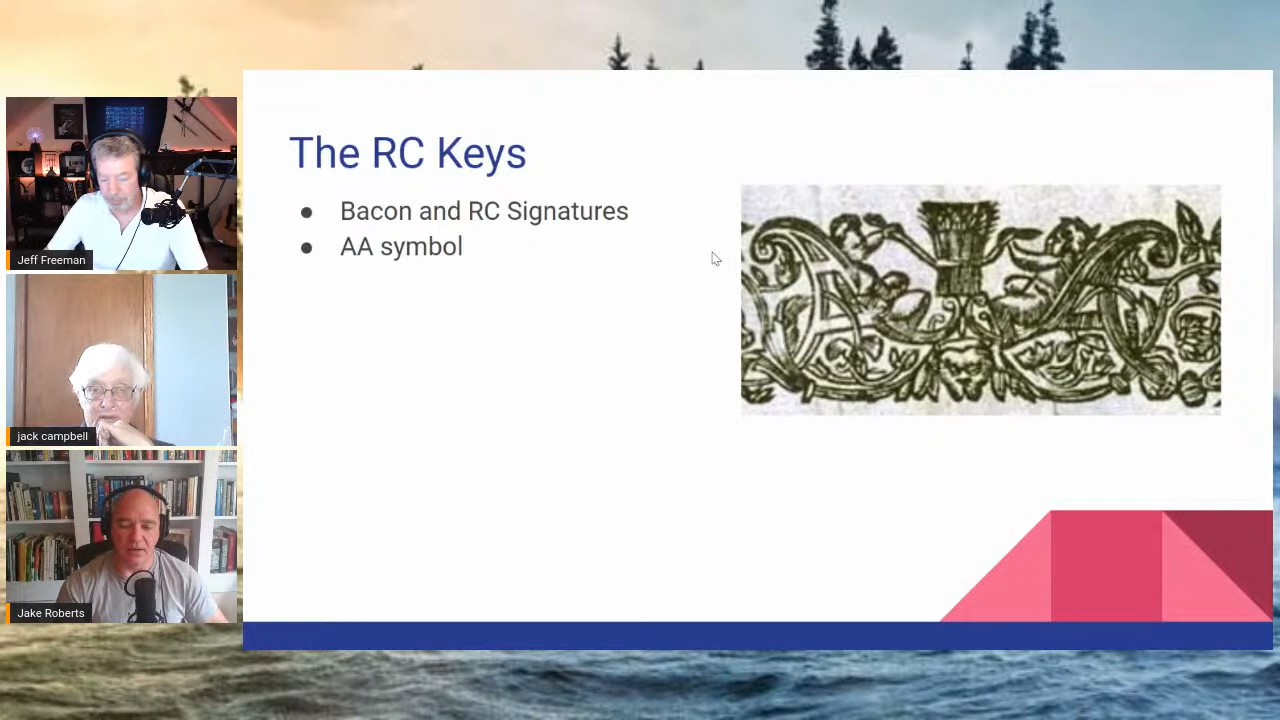 The RC Keys
Bacon and RC Signatures
AA symbol
Jeff Freeman
jack campbell
Jake Roberts